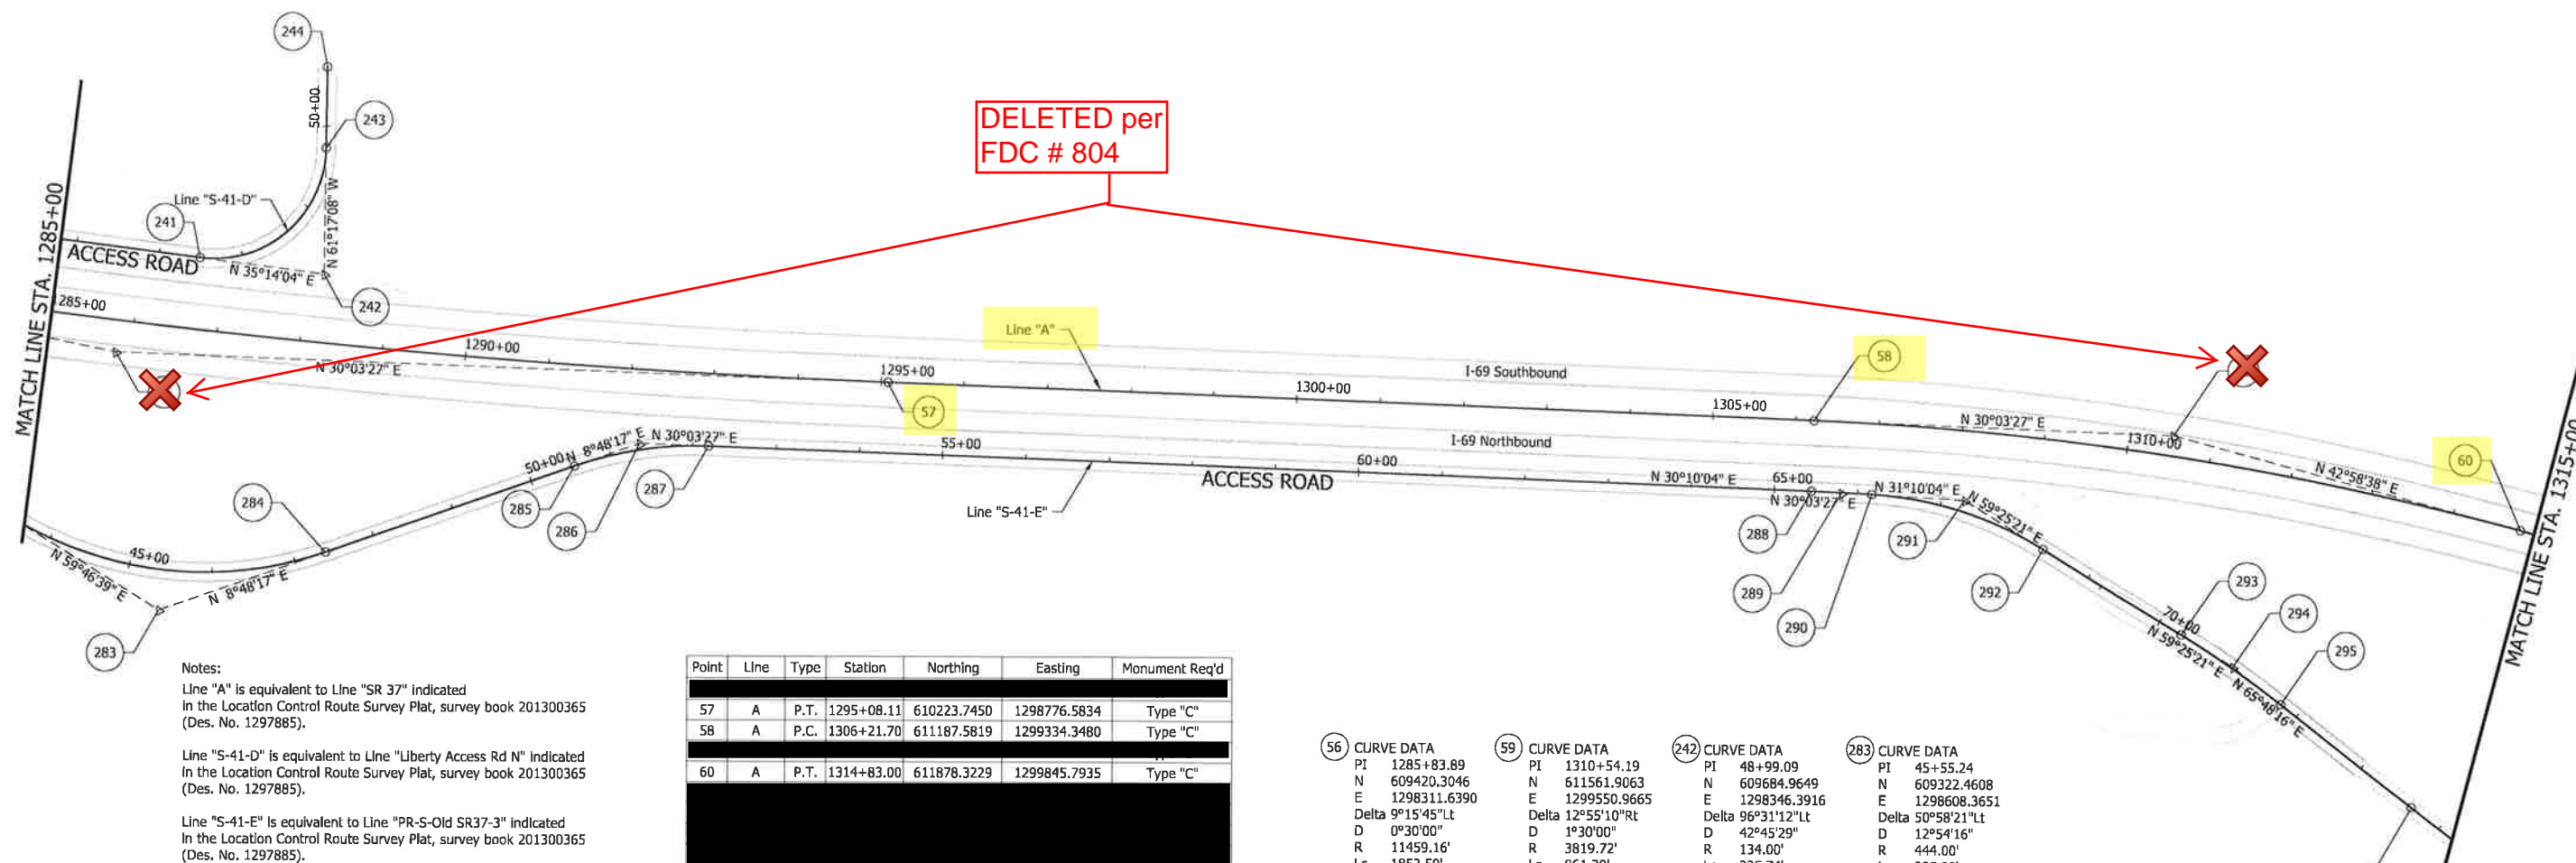 244
DELETED per
FDC # 804
50+00
243
Line "S-41-D"
241
N 61°17'08" W
MATCH LINE STA. 1285+00
ACCESS ROAD
N 35°14'04" E
242
285+00
1290+00
N 30°03'27" E
1295+00
57
Line "A"
1300+00
I-69 Southbound
58
1305+00
N 30°03'27" E
1310+00
N 42°58'38" E
60
MATCH LINE STA. 1315+00
I-69 Northbound
45+00
N 59°46'39" E
N 8°48'17" E
283
284
50+00
N 8°48'17" E
N 30°03'27" E
285
286
287
55+00
Line "S-41-E"
60+00
ACCESS ROAD
N 30°10'04" E
65+00
N 30°03'27" E
N 31°10'04" E
N 59°25'21" E
288
289
290
291
292
70+00
N 59°25'21" E
293
294
295
N 65°48'16" E
Notes:
Line "A" is equivalent to Line "SR 37" indicated
in the Location Control Route Survey Plat, survey book 201300365
(Des. No. 1297885).
Line "S-41-D" is equivalent to Line "Liberty Access Rd N" indicated
in the Location Control Route Survey Plat, survey book 201300365
(Des. No. 1297885).
Line "S-41-E" is equivalent to Line "PR-S-Old SR37-3" indicated
in the Location Control Route Survey Plat, survey book 201300365
(Des. No. 1297885).
Point Line Type Station Northing Easting Monument Req'd
57 A P.T. 1295+08.11 610223.7450 1298776.5834 Type "C"
58 A P.C. 1306+21.70 611187.5819 1299334.3480 Type "C"
60 A P.T. 1314+83.00 611878.3229 1299845.7935 Type "C"
56 CURVE DATA
PI 1285+83.89
N 609420.3046
E 1298311.6390
Delta 9°15'45"Lt
D 0°30'00"
R 11459.16'
59 CURVE DATA
PI 1310+54.19
N 611561.9063
E 1299550.9665
Delta 12°55'10"Rt
D 1°30'00"
R 3819.72'
242 CURVE DATA
PI 48+99.09
N 609684.9649
E 1298346.3916
Delta 96°31'12"Lt
D 42°45'29"
R 134.00'
283 CURVE DATA
PI 45+55.24
N 609322.4608
E 1298608.3651
Delta 50°58'21"Lt
D 12°54'16"
R 444.00'